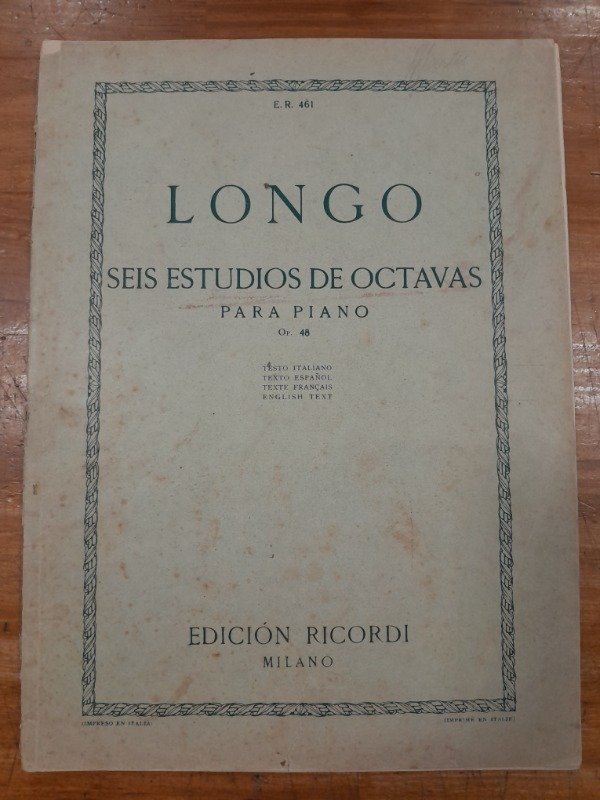 E.R. 461
LONGO
SEIS ESTUDIOS DE OCTAVAS
PARA PIANO
Op. 48
TESTO ITALIANO
TEXTO ESPAÑOL
TEXTE FRANÇAIS
ENGLISH TEXT
EDICIÓN RICORDI
MILANO
(IMPRESO EN ITALIA)
(IMPRIMÉ EN ITALIE)